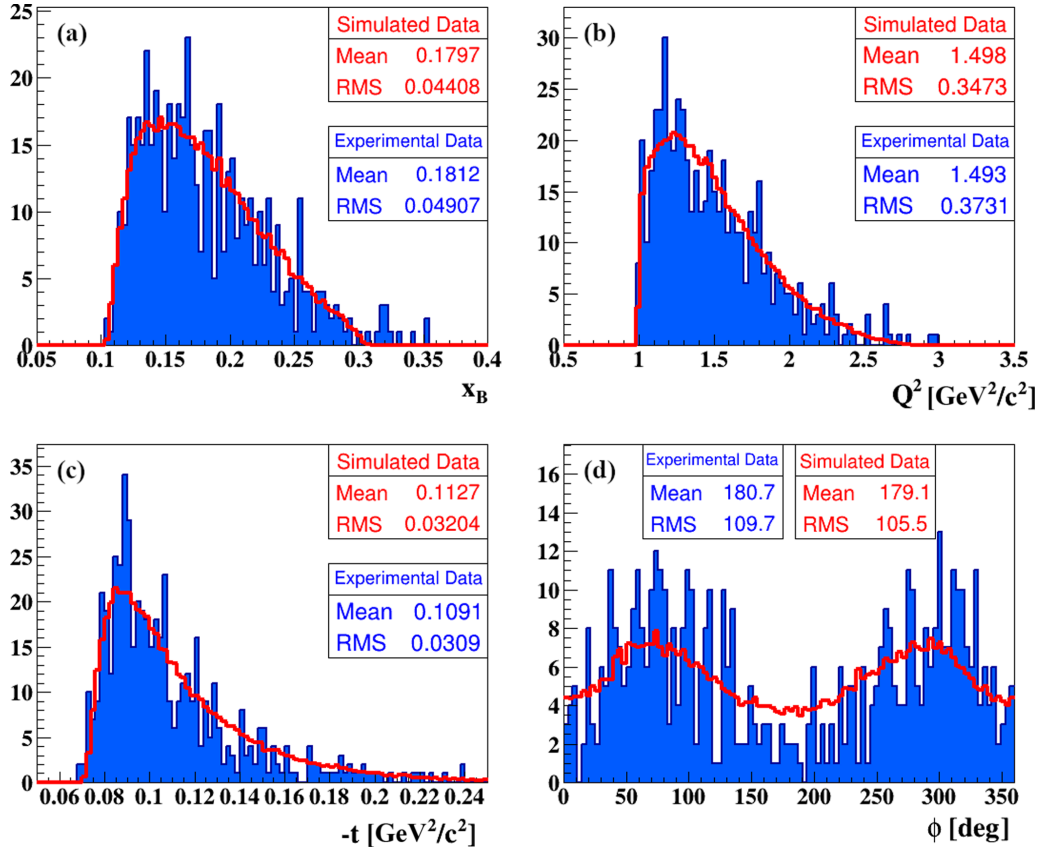 (a)
Simulated Data
Mean 0.1797
RMS 0.04408
Experimental Data
Mean 0.1812
RMS 0.04907
25
20
15
10
5
0
0.05 0.1 0.15 0.2 0.25 0.3 0.35 0.4
x_B
(b)
Simulated Data
Mean 1.498
RMS 0.3473
Experimental Data
Mean 1.493
RMS 0.3731
30
25
20
15
10
5
0
0.5 1 1.5 2 2.5 3 3.5
Q² [GeV²/c²]
(c)
Simulated Data
Mean 0.1127
RMS 0.03204
Experimental Data
Mean 0.1091
RMS 0.0309
35
30
25
20
15
10
5
0
0.06 0.08 0.1 0.12 0.14 0.16 0.18 0.2 0.22 0.24
-t [GeV²/c²]
(d)
Experimental Data
Mean 180.7
RMS 109.7
Simulated Data
Mean 179.1
RMS 105.5
16
14
12
10
8
6
4
2
0
0 50 100 150 200 250 300 350
ϕ [deg]